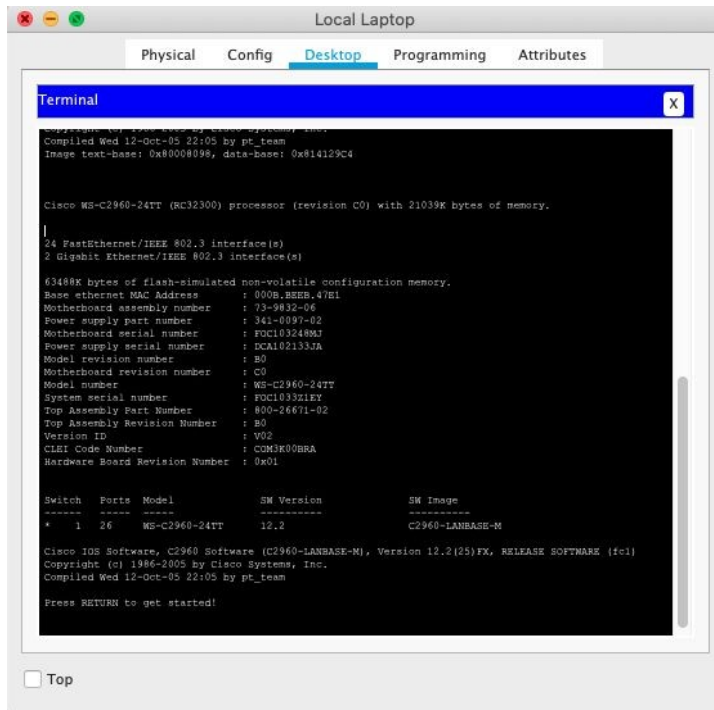 Local Laptop
Physical Config Desktop Programming Attributes
Terminal X
Copyright (c) 1986-2005 by Cisco Systems, Inc.
Compiled Wed 12-Oct-05 22:05 by pt_team
Image text-base: 0x80008098, data-base: 0x814129C4
Cisco WS-C2960-24TT (RC32300) processor (revision C0) with 21039K bytes of memory.
24 FastEthernet/IEEE 802.3 interface(s)
2 Gigabit Ethernet/IEEE 802.3 interface(s)
63488K bytes of flash-simulated non-volatile configuration memory.
Base ethernet MAC Address : 000B.BEEB.47E1
Motherboard assembly number : 73-9832-06
Power supply part number : 341-0097-02
Motherboard serial number : FOC103248MJ
Power supply serial number : DCA102133JA
Model revision number : B0
Motherboard revision number : C0
Model number : WS-C2960-24TT
System serial number : FOC1033Z1EY
Top Assembly Part Number : 800-26671-02
Top Assembly Revision Number : B0
Version ID : V02
CLEI Code Number : COM3K00BRA
Hardware Board Revision Number : 0x01
Switch Ports Model SW Version SW Image
------ ----- ----- ---------- ----------
* 1 26 WS-C2960-24TT 12.2 C2960-LANBASE-M
Cisco IOS Software, C2960 Software (C2960-LANBASE-M), Version 12.2(25)FX, RELEASE SOFTWARE (fc1)
Copyright (c) 1986-2005 by Cisco Systems, Inc.
Compiled Wed 12-Oct-05 22:05 by pt_team
Press RETURN to get started!
Top